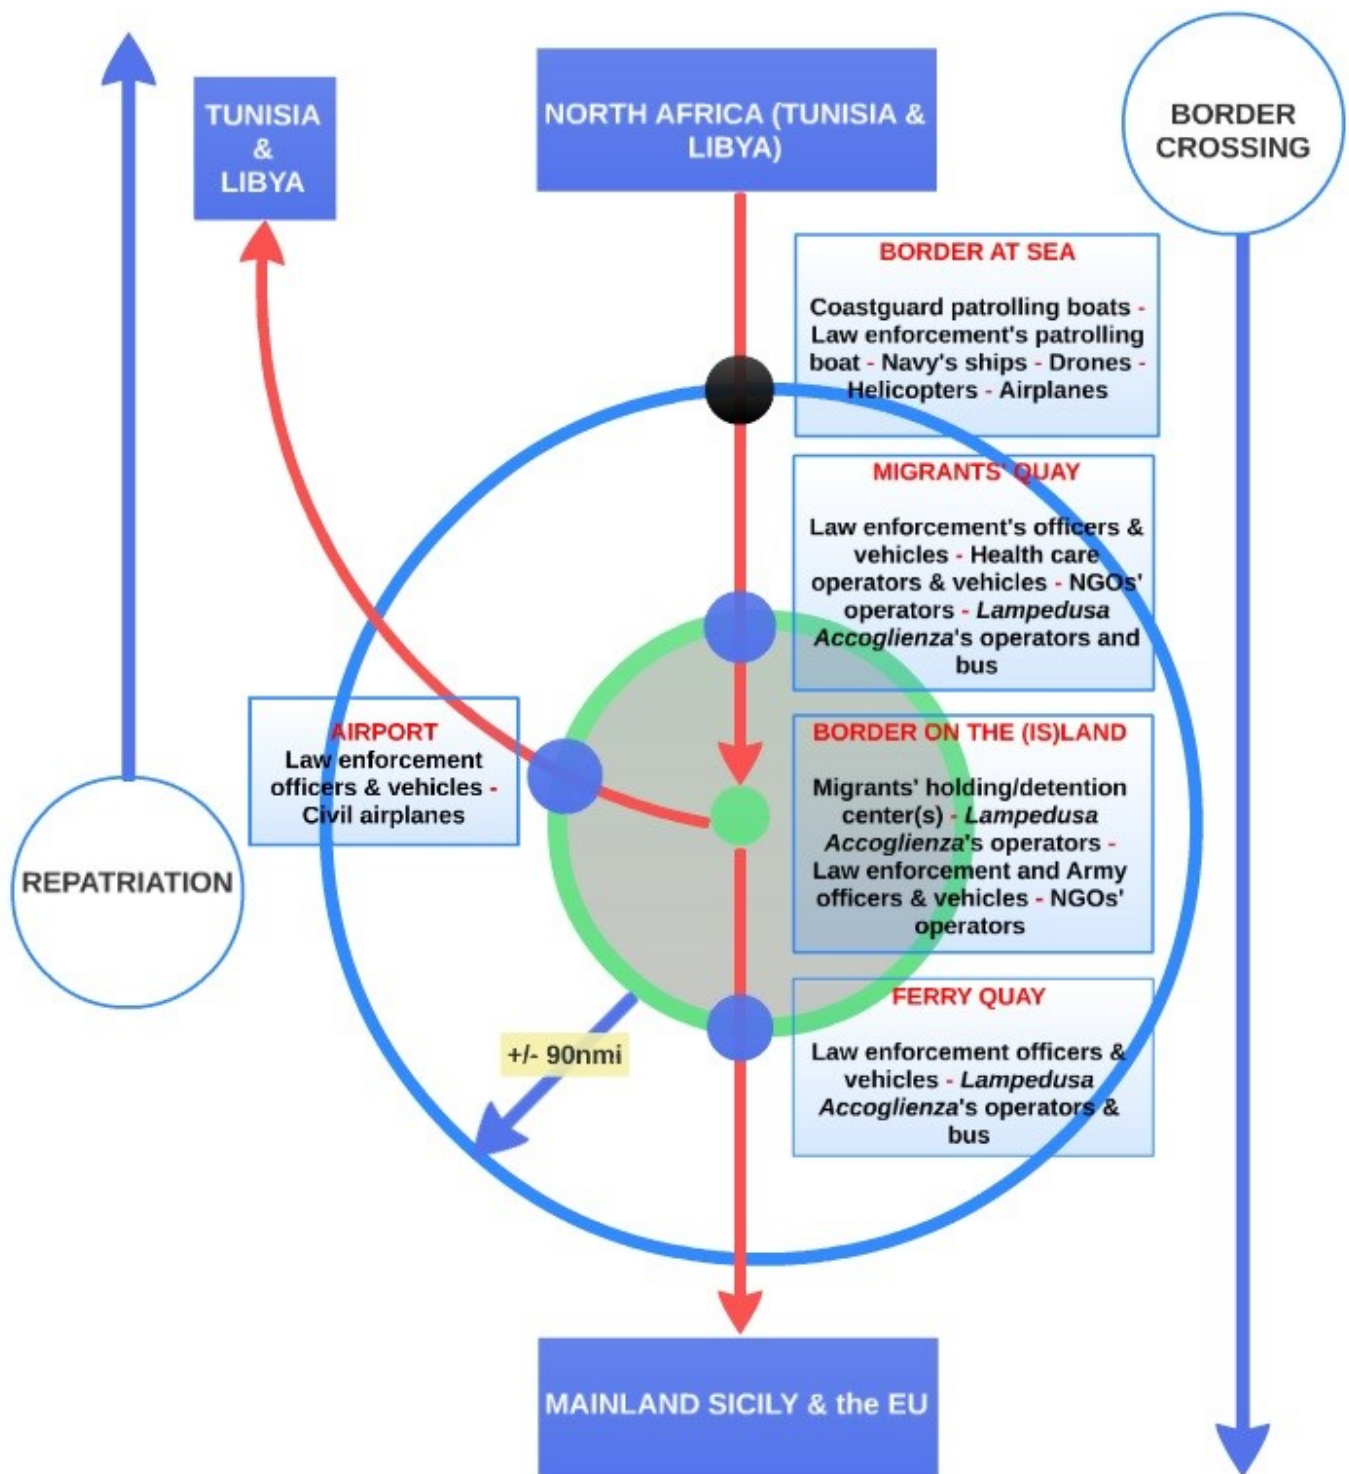 TUNISIA
&
LIBYA
NORTH AFRICA (TUNISIA &
LIBYA)
BORDER
CROSSING
BORDER AT SEA
Coastguard patrolling boats -
Law enforcement's patrolling
boat - Navy's ships - Drones -
Helicopters - Airplanes
MIGRANTS' QUAY
Law enforcement's officers &
vehicles - Health care
operators & vehicles - NGOs'
operators - Lampedusa
Accoglienza's operators and
bus
AIRPORT
Law enforcement
officers & vehicles -
Civil airplanes
BORDER ON THE (IS)LAND
Migrants' holding/detention
center(s) - Lampedusa
Accoglienza's operators -
Law enforcement and Army
officers & vehicles - NGOs'
operators
REPATRIATION
FERRY QUAY
Law enforcement officers &
vehicles - Lampedusa
Accoglienza's operators &
bus
+/- 90nmi
MAINLAND SICILY & the EU